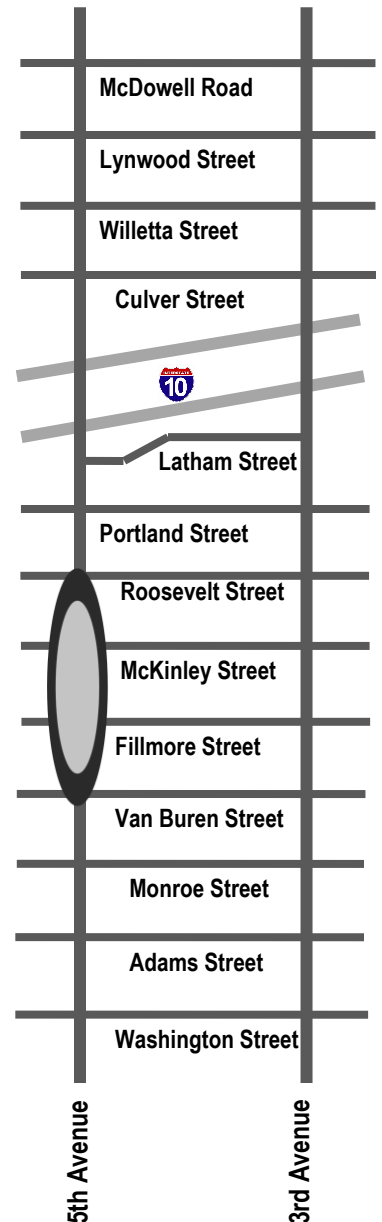 McDowell Road
Lynwood Street
Willetta Street
Culver Street
INTERSTATE
10
Latham Street
Portland Street
Roosevelt Street
McKinley Street
Fillmore Street
Van Buren Street
Monroe Street
Adams Street
Washington Street
5th Avenue
3rd Avenue